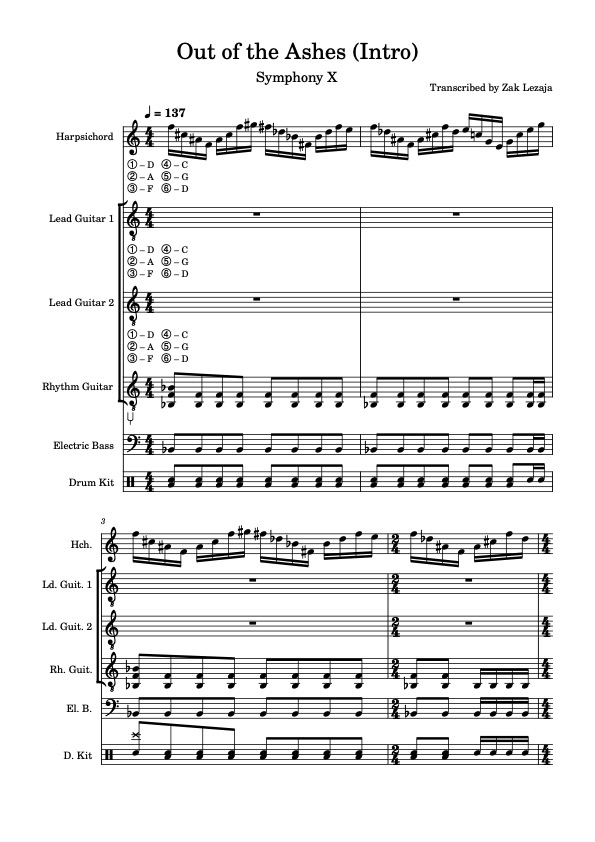 Out of the Ashes (Intro)
Symphony X
Transcribed by Zak Lezaja
♩ = 137
Harpsichord
① – D ④ – C
② – A ⑤ – G
③ – F ⑥ – D
Lead Guitar 1
① – D ④ – C
② – A ⑤ – G
③ – F ⑥ – D
Lead Guitar 2
① – D ④ – C
② – A ⑤ – G
③ – F ⑥ – D
Rhythm Guitar
Electric Bass
Drum Kit
3
Hch.
Ld. Guit. 1
Ld. Guit. 2
Rh. Guit.
El. B.
D. Kit